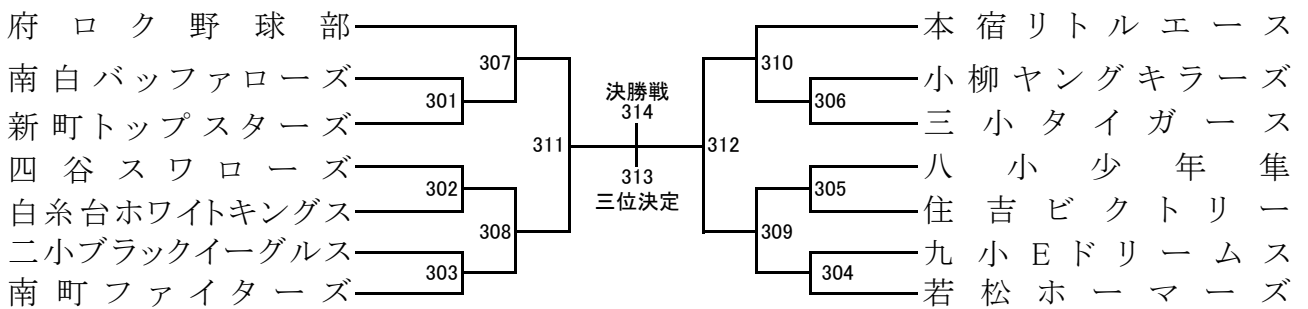 府ロク野球部
南白バッファローズ
新町トップスターズ
四谷スワローズ
白糸台ホワイトキングス
二小ブラックイーグルス
南町ファイターズ
307
301
302
308
303
311
決勝戦
314
313
三位決定
312
310
306
305
309
304
本宿リトルエース
小柳ヤングキラーズ
三小タイガース
八小少年隼
住吉ビクトリー
九小Eドリームス
若松ホーマーズ